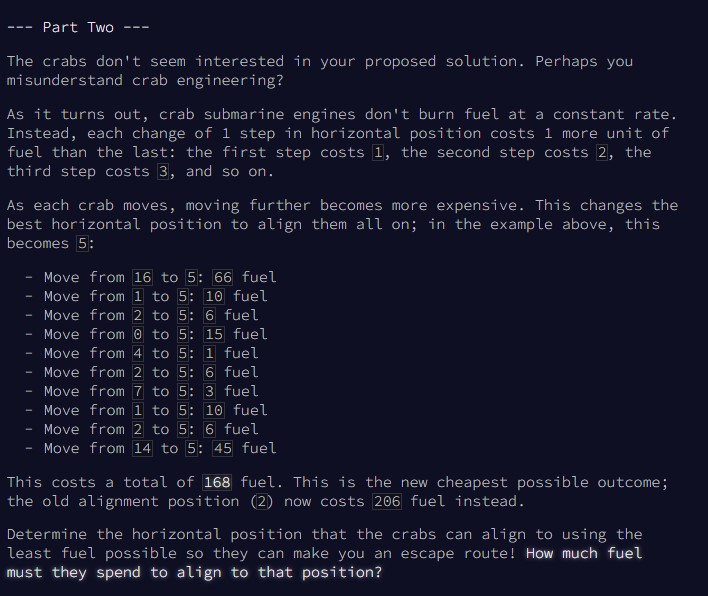 --- Part Two ---
The crabs don't seem interested in your proposed solution. Perhaps you
misunderstand crab engineering?
As it turns out, crab submarine engines don't burn fuel at a constant rate.
Instead, each change of 1 step in horizontal position costs 1 more unit of
fuel than the last: the first step costs 1, the second step costs 2, the
third step costs 3, and so on.
As each crab moves, moving further becomes more expensive. This changes the
best horizontal position to align them all on; in the example above, this
becomes 5:
- Move from 16 to 5: 66 fuel
- Move from 1 to 5: 10 fuel
- Move from 2 to 5: 6 fuel
- Move from 0 to 5: 15 fuel
- Move from 4 to 5: 1 fuel
- Move from 2 to 5: 6 fuel
- Move from 7 to 5: 3 fuel
- Move from 1 to 5: 10 fuel
- Move from 2 to 5: 6 fuel
- Move from 14 to 5: 45 fuel
This costs a total of 168 fuel. This is the new cheapest possible outcome;
the old alignment position (2) now costs 206 fuel instead.
Determine the horizontal position that the crabs can align to using the
least fuel possible so they can make you an escape route! How much fuel
must they spend to align to that position?